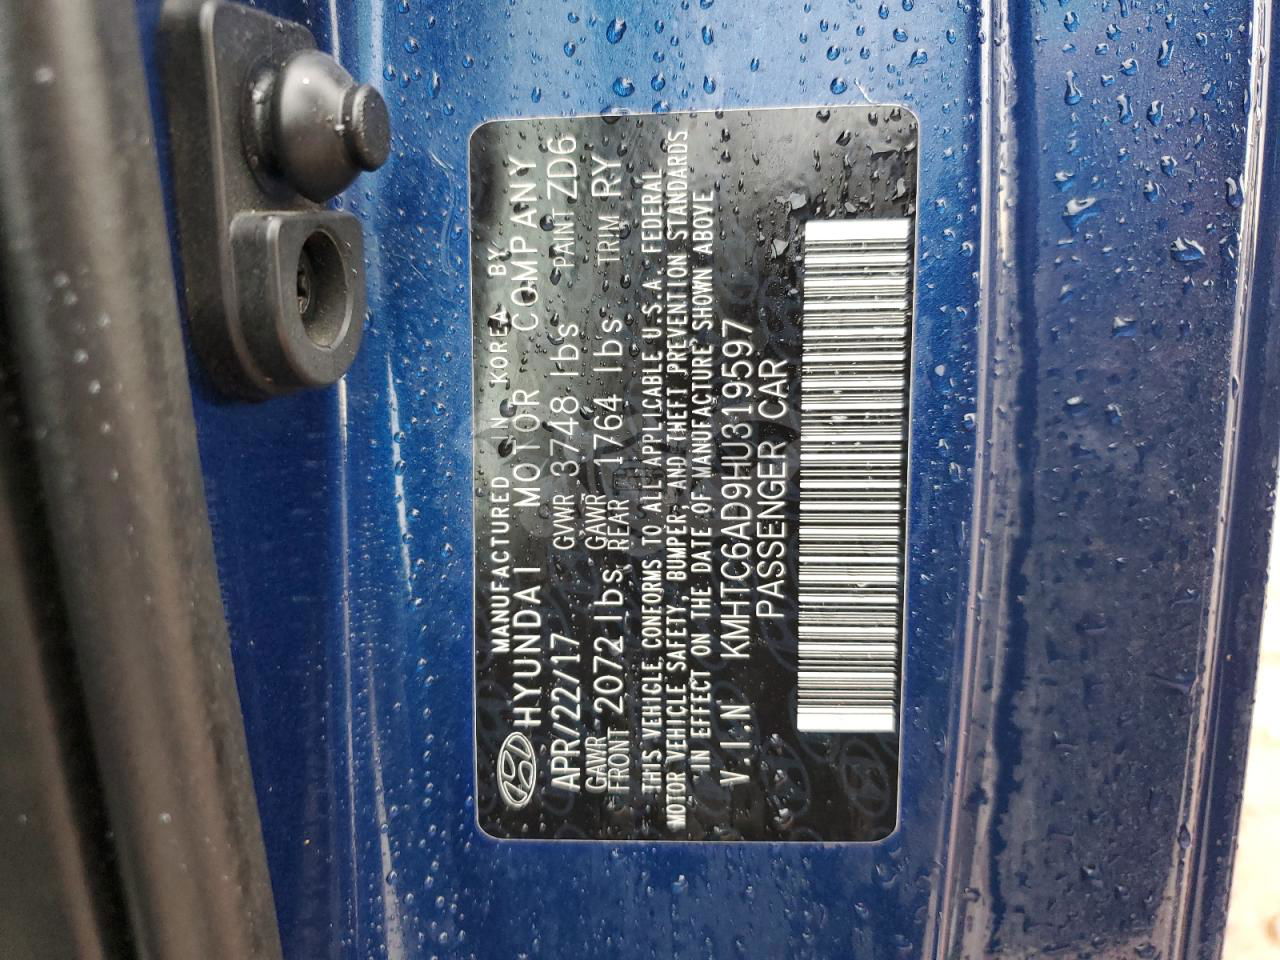 MANUFACTURED IN KOREA BY
HYUNDAI MOTOR COMPANY
APR/22/17 GVWR 3748 lbs PAINT ZD6
GAWR FRONT 2072 lbs GAWR REAR 1764 lbs TRIM RY
THIS VEHICLE CONFORMS TO ALL APPLICABLE U.S.A FEDERAL
MOTOR VEHICLE SAFETY, BUMPER, AND THEFT PREVENTION STANDARDS
IN EFFECT ON THE DATE OF MANUFACTURE SHOWN ABOVE
V.I.N KMHTC6AD9HU319597
PASSENGER CAR